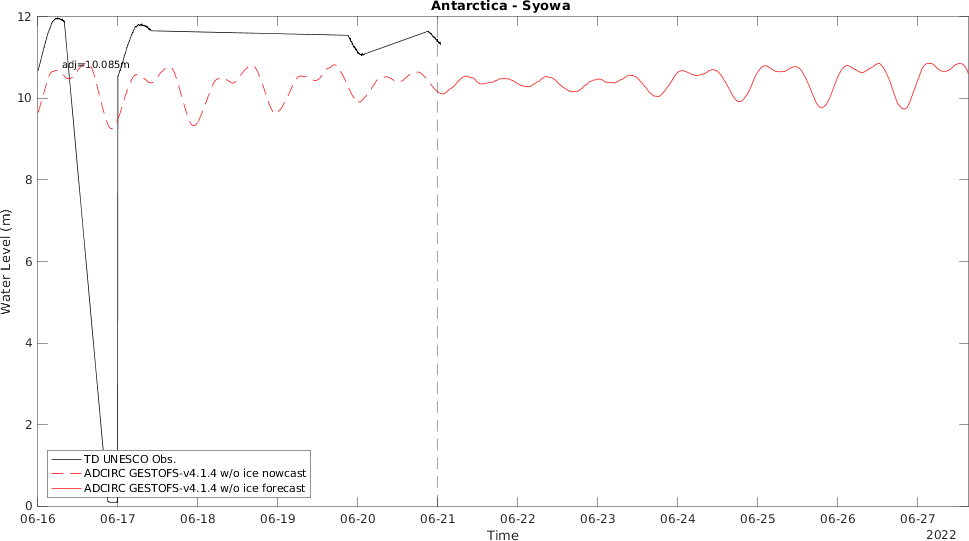 Antarctica - Syowa
Water Level (m)
12
10
8
6
4
2
0
adj=10.085m
TD UNESCO Obs.
ADCIRC GESTOFS-v4.1.4 w/o ice nowcast
ADCIRC GESTOFS-v4.1.4 w/o ice forecast
06-16 06-17 06-18 06-19 06-20 06-21 06-22 06-23 06-24 06-25 06-26 06-27
Time
2022